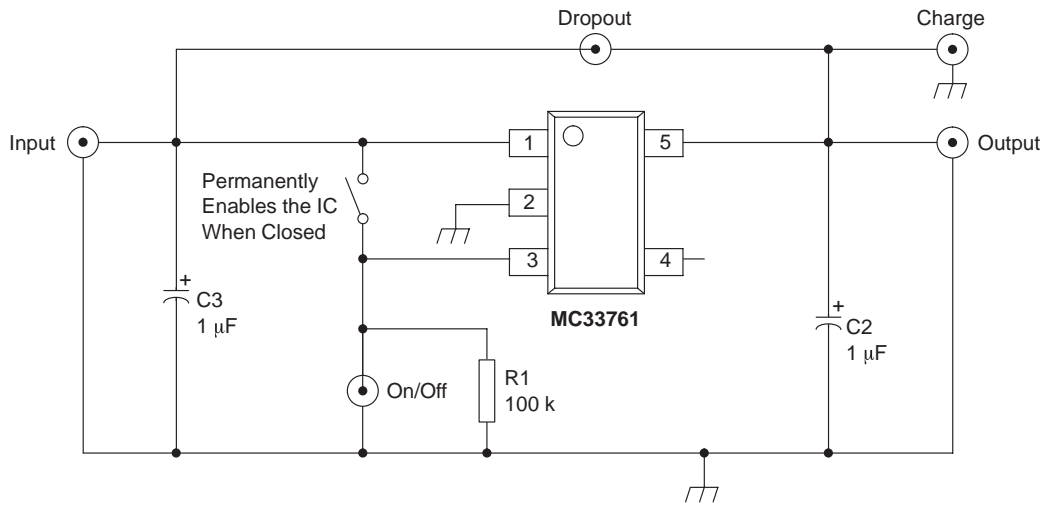 Dropout
Charge
Input
1
5
Output
Permanently
Enables the IC
When Closed
2
3
4
+
C3
1 μF
MC33761
+
C2
1 μF
On/Off
R1
100 k